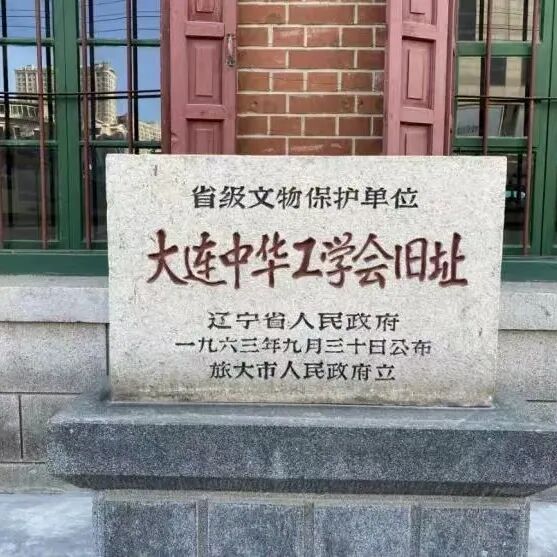 省级文物保护单位
大连中华工学会旧址
辽宁省人民政府
一九六三年九月三十日公布
旅大市人民政府立